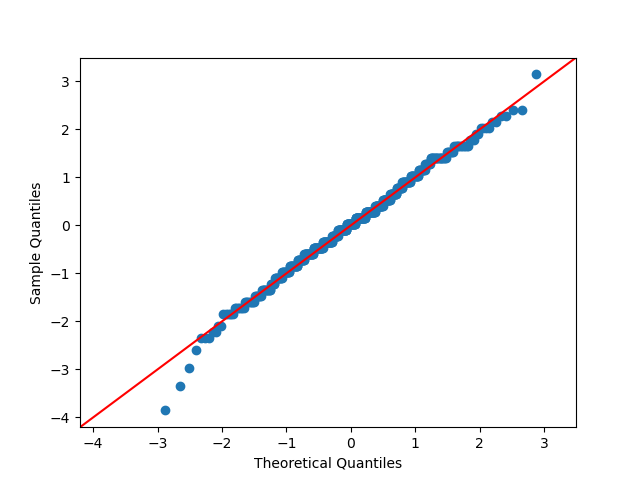 3
2
1
0
−1
−2
−3
−4
Sample Quantiles
−4 −3 −2 −1 0 1 2 3
Theoretical Quantiles